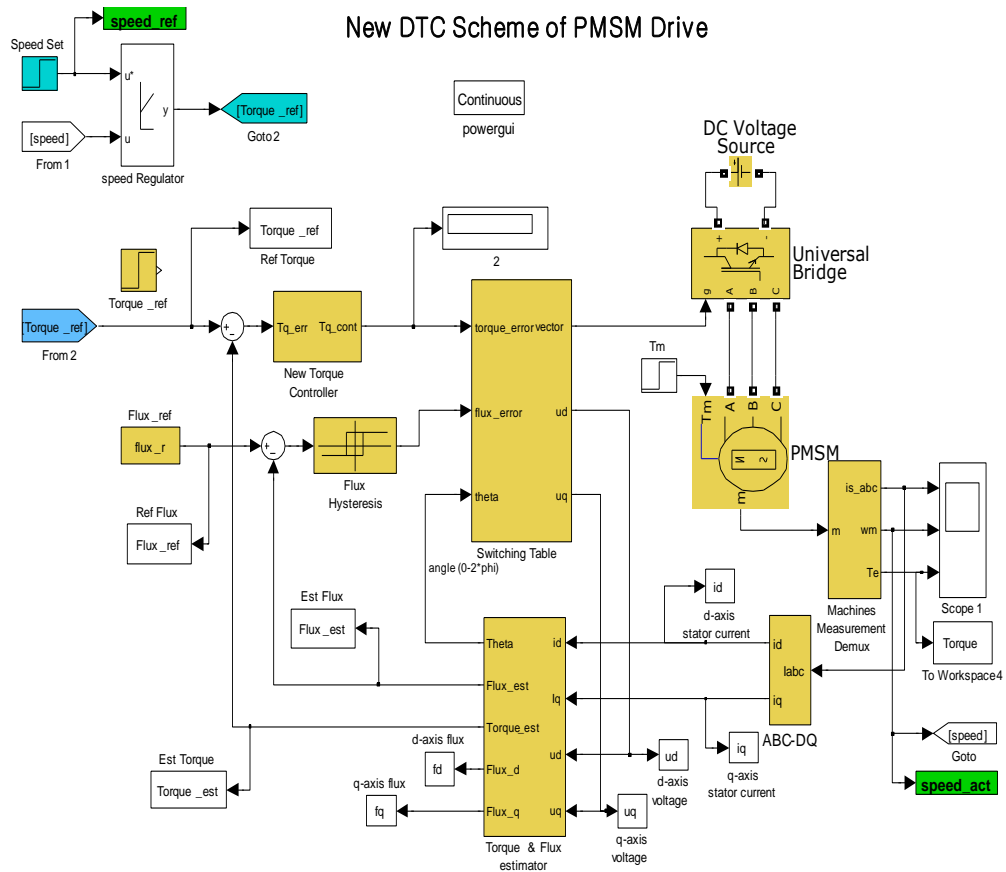 New DTC Scheme of PMSM Drive
speed_ref
Speed Set
u*
y
u
[speed]
From 1
speed Regulator
[Torque _ref]
Goto 2
Continuous
powergui
DC Voltage
Source
+
-
g
A
B
C
Universal
Bridge
Torque _ref
Ref Torque
2
Torque _ref
[Torque _ref]
From 2
+
-
Tq_err
Tq_cont
New Torque
Controller
torque_error
vector
flux_error
ud
theta
uq
Switching Table
Tm
Tm
A
B
C
N
S
m
PMSM
Flux_ref
flux _r
+
-
Flux
Hysteresis
Ref Flux
Flux _ref
angle (0-2*phi)
m
is_abc
wm
Te
Machines
Measurement
Demux
Scope 1
Torque
To Workspace4
Est Flux
Flux _est
id
d-axis
stator current
Theta
Flux_est
Torque_est
Flux_d
Flux_q
id
Iq
ud
uq
Torque & Flux
estimator
id
Iabc
iq
ABC-DQ
[speed]
Goto
speed_act
iq
q-axis
stator current
ud
d-axis
voltage
uq
q-axis
voltage
d-axis flux
fd
q-axis flux
fq
Est Torque
Torque _est